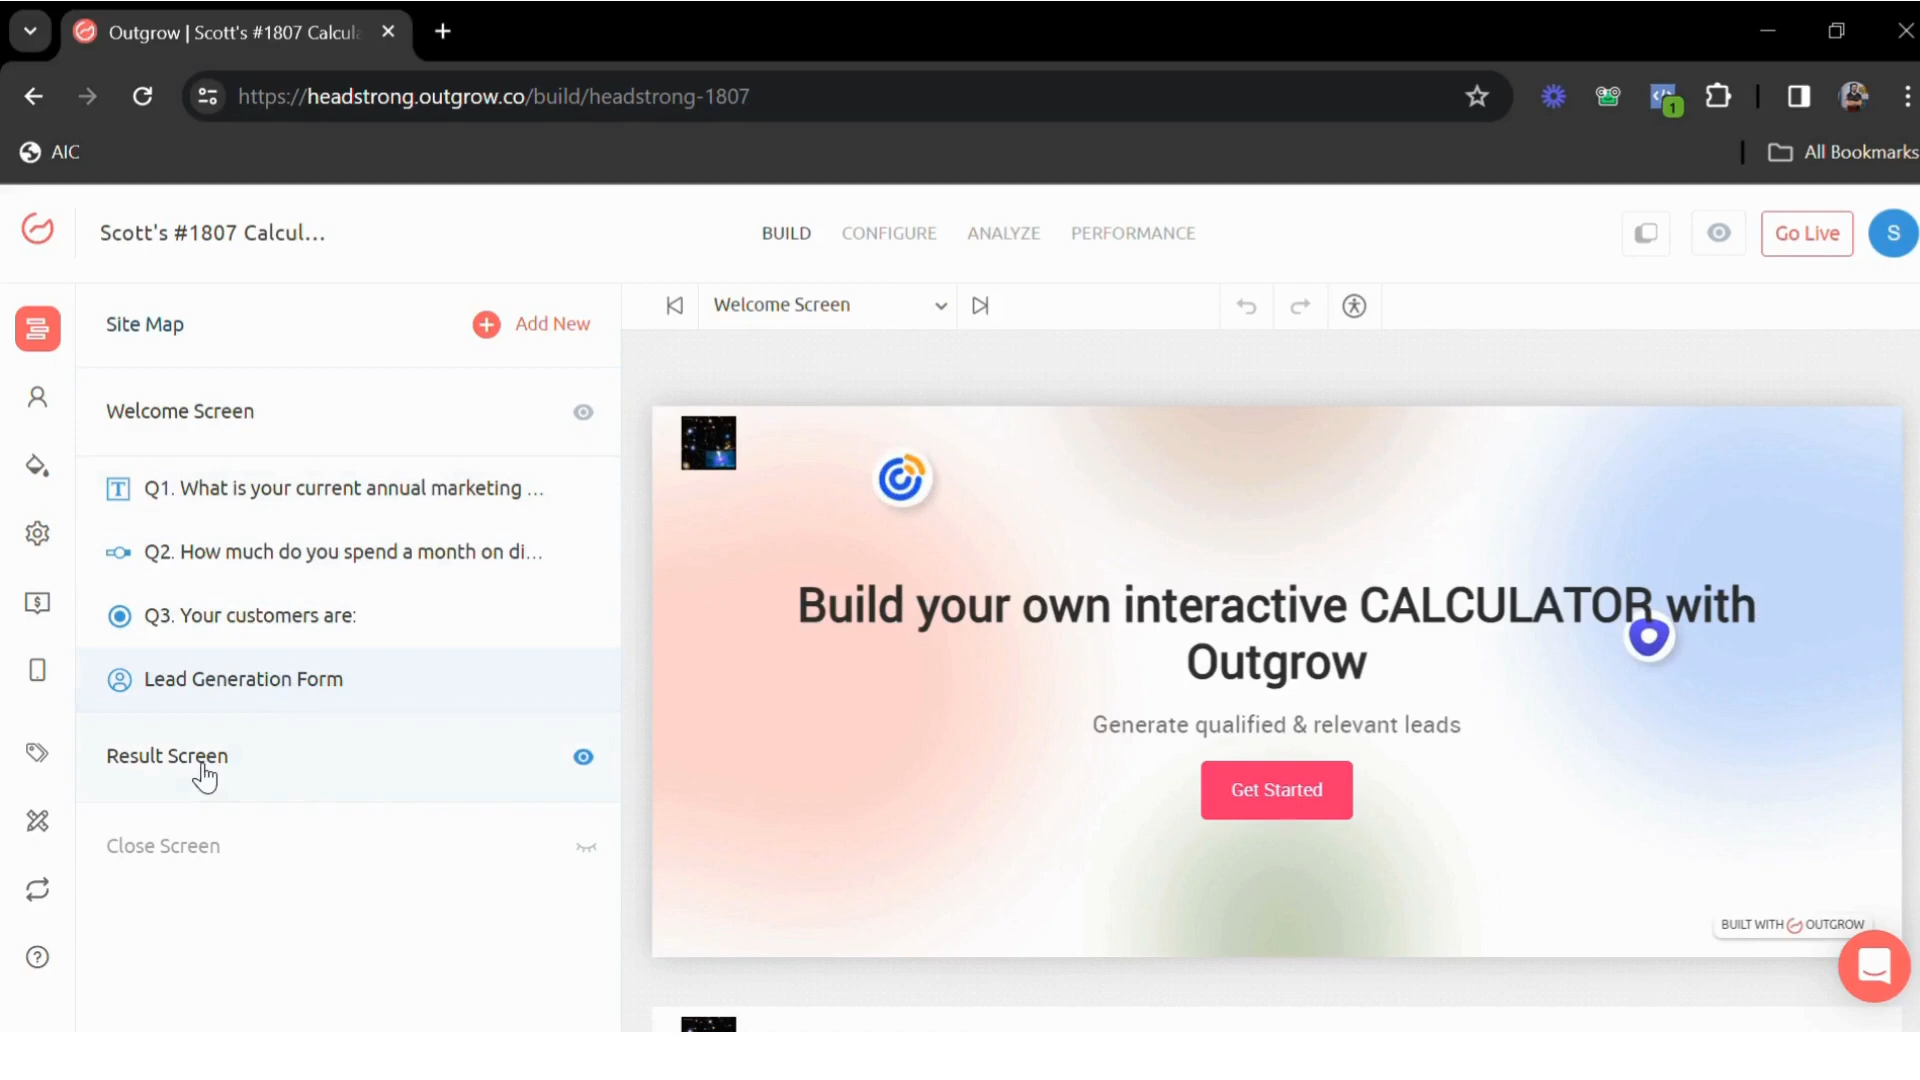 Outgrow | Scott's #1807 Calcula
https://headstrong.outgrow.co/build/headstrong-1807
1
AIC
All Bookmarks
Scott's #1807 Calcul...
BUILD
CONFIGURE
ANALYZE
PERFORMANCE
Go Live
S
Site Map
Add New
Welcome Screen
Welcome Screen
Q1. What is your current annual marketing ...
Q2. How much do you spend a month on di...
Q3. Your customers are:
Lead Generation Form
Result Screen
Close Screen
Build your own interactive CALCULATOR with
Outgrow
Generate qualified & relevant leads
Get Started
BUILT WITH OUTGROW